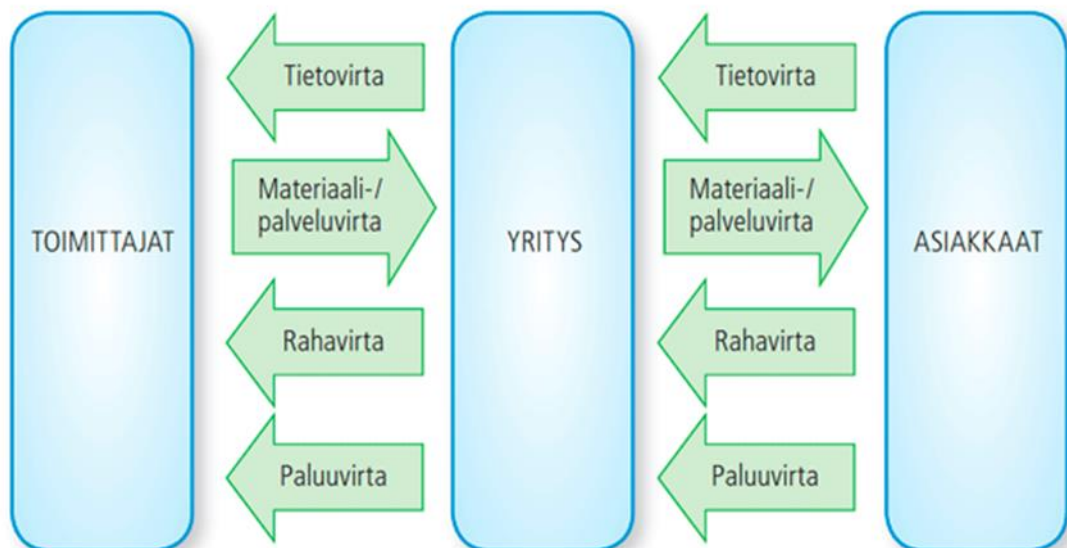 Tietovirta
Tietovirta
Materiaali-/
palveluvirta
Materiaali-/
palveluvirta
TOIMITTAJAT
YRITYS
ASIAKKAAT
Rahavirta
Rahavirta
Paluuvirta
Paluuvirta